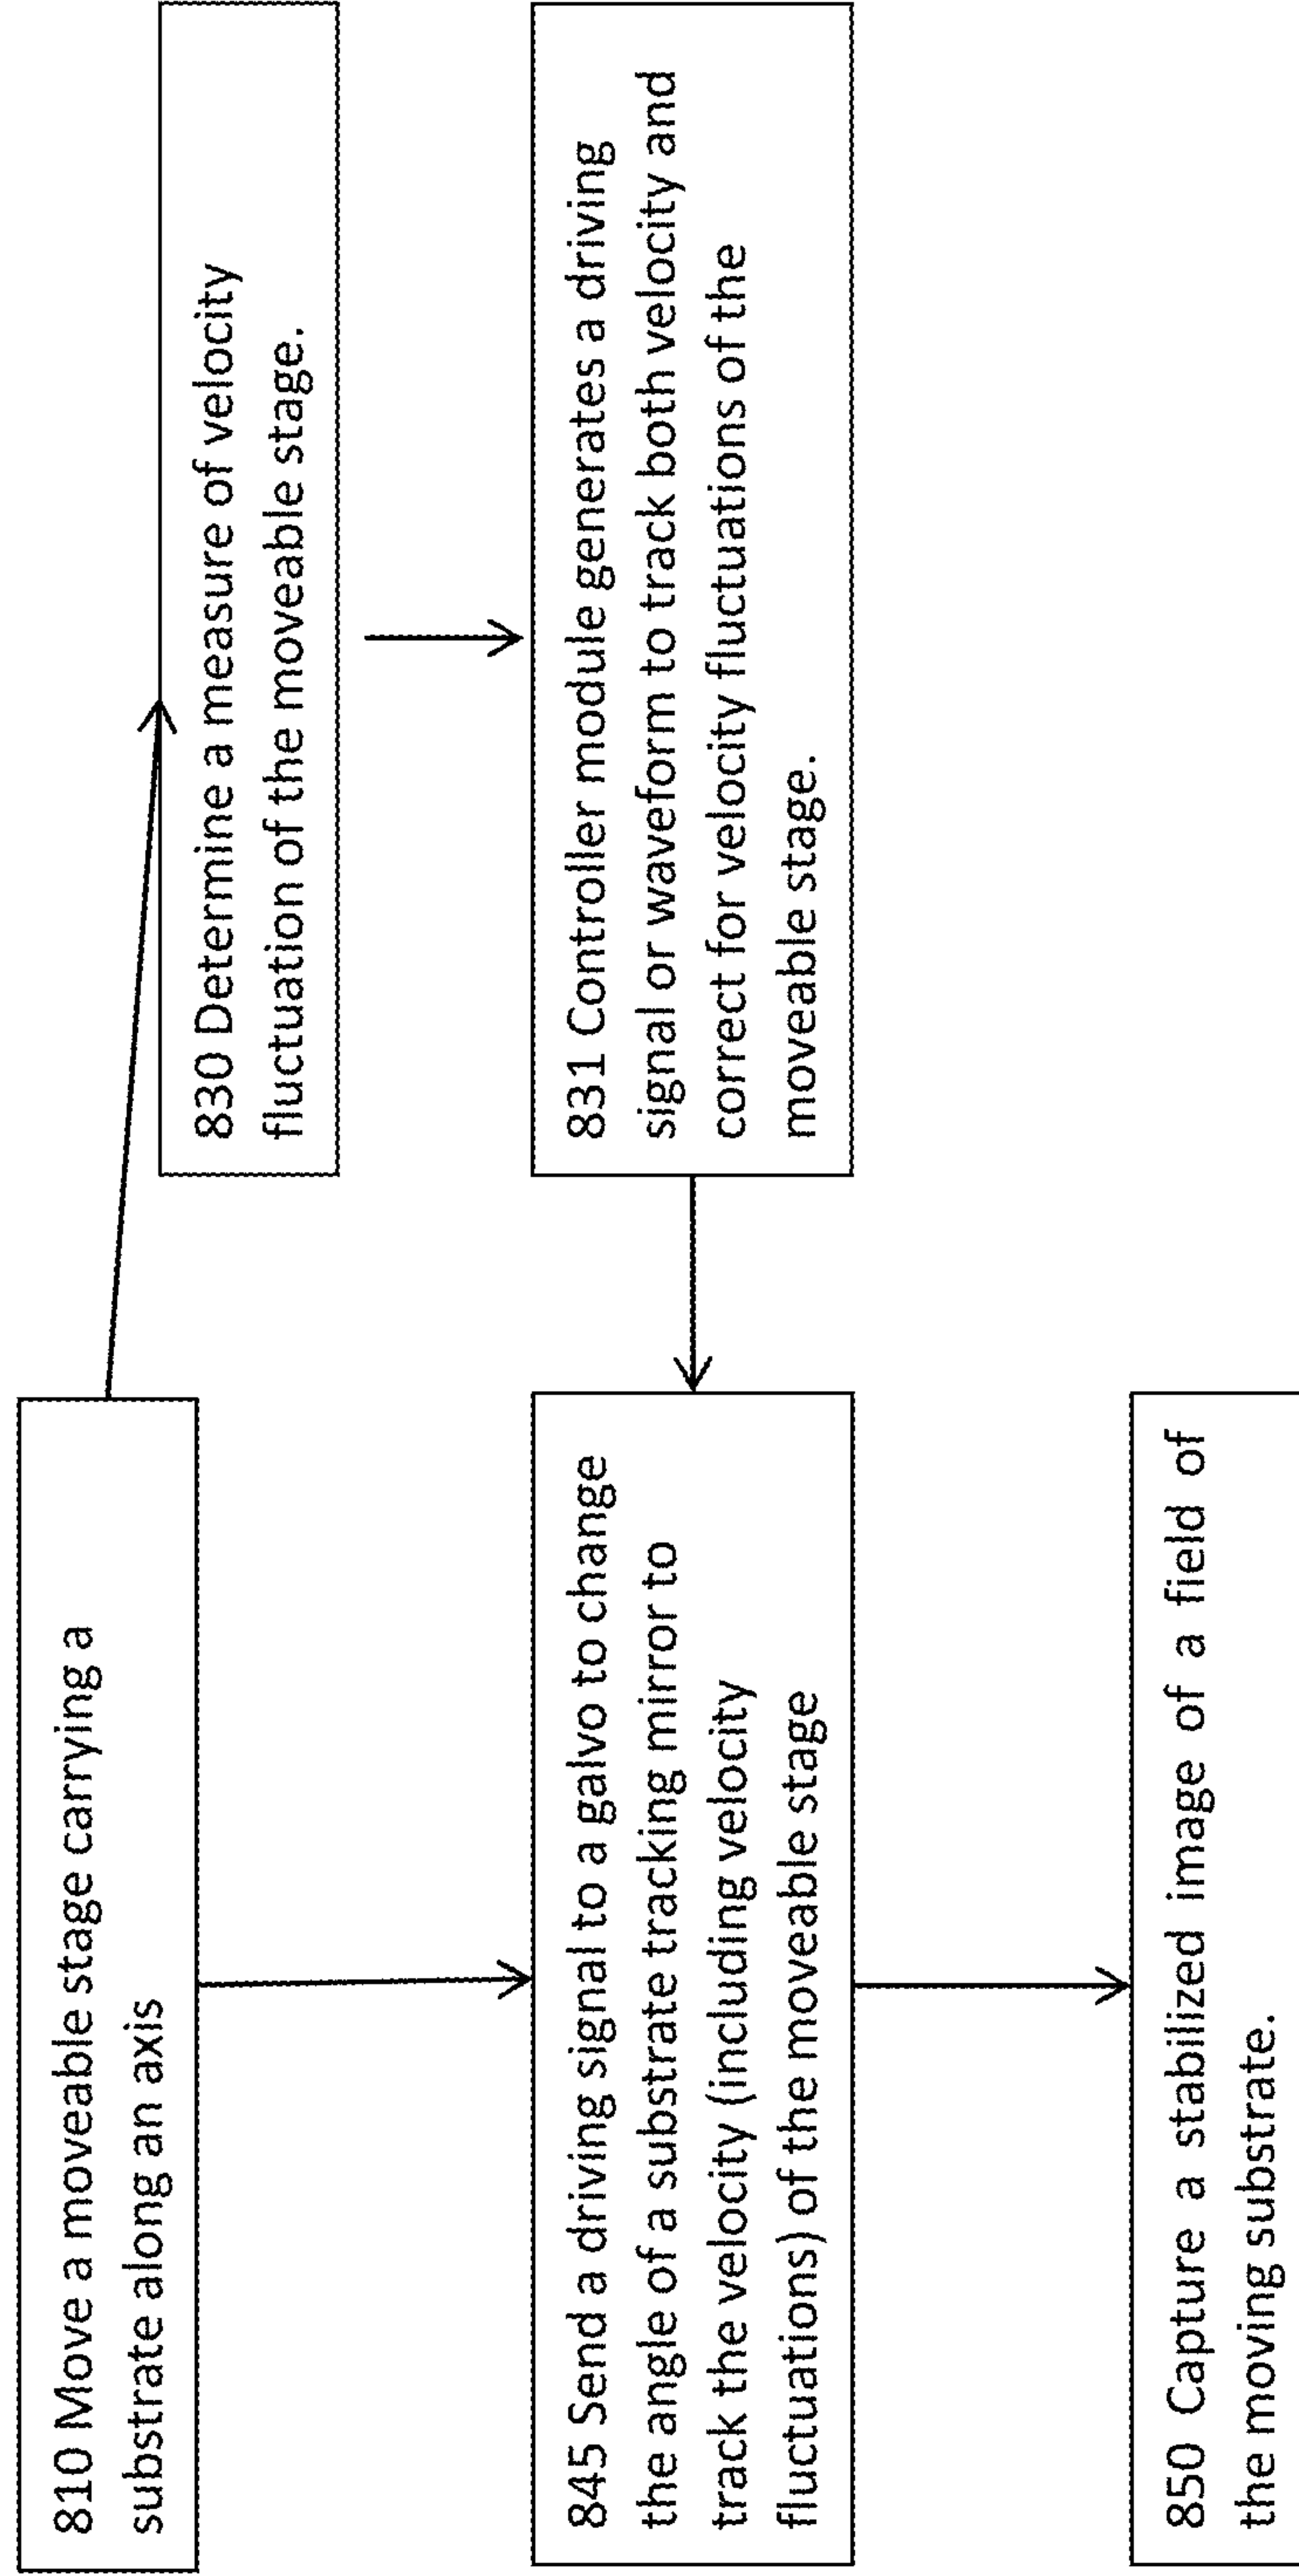 810 Move a moveable stage carrying a
substrate along an axis
830 Determine a measure of velocity
fluctuation of the moveable stage.
831 Controller module generates a driving
signal or waveform to track both velocity and
correct for velocity fluctuations of the
moveable stage.
845 Send a driving signal to a galvo to change
the angle of a substrate tracking mirror to
track the velocity (including velocity
fluctuations) of the moveable stage
850 Capture a stabilized image of a field of
the moving substrate.